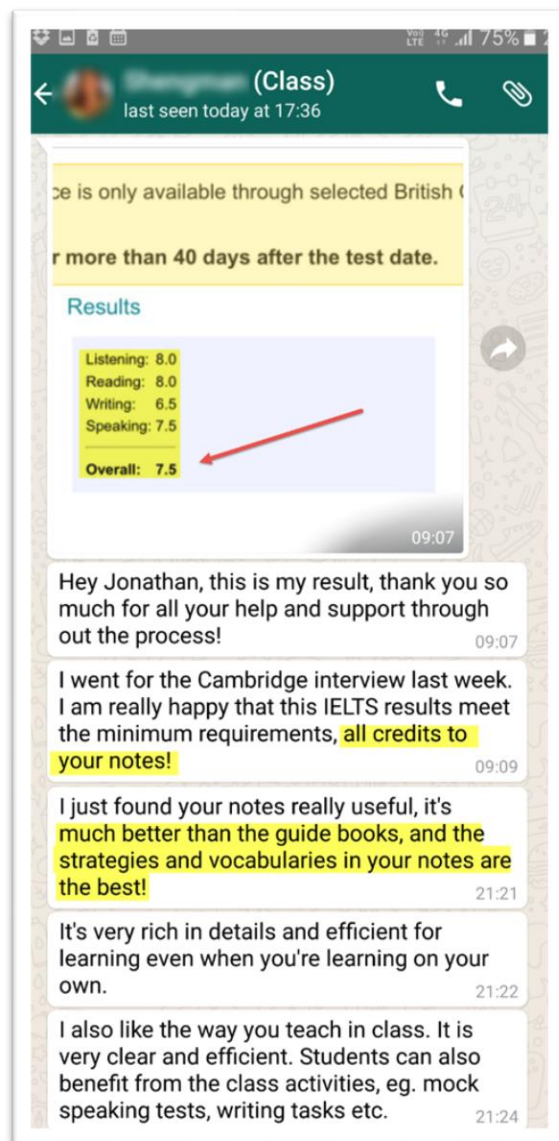 VoLTE 4G 75%
(Class)
last seen today at 17:36
ce is only available through selected British
r more than 40 days after the test date.
Results
Listening: 8.0
Reading: 8.0
Writing: 6.5
Speaking: 7.5
Overall: 7.5
09:07
Hey Jonathan, this is my result, thank you so
much for all your help and support through
out the process!
09:07
I went for the Cambridge interview last week.
I am really happy that this IELTS results meet
the minimum requirements, all credits to
your notes!
09:09
I just found your notes really useful, it's
much better than the guide books, and the
strategies and vocabularies in your notes are
the best!
21:21
It's very rich in details and efficient for
learning even when you're learning on your
own.
21:22
I also like the way you teach in class. It is
very clear and efficient. Students can also
benefit from the class activities, eg. mock
speaking tests, writing tasks etc.
21:24